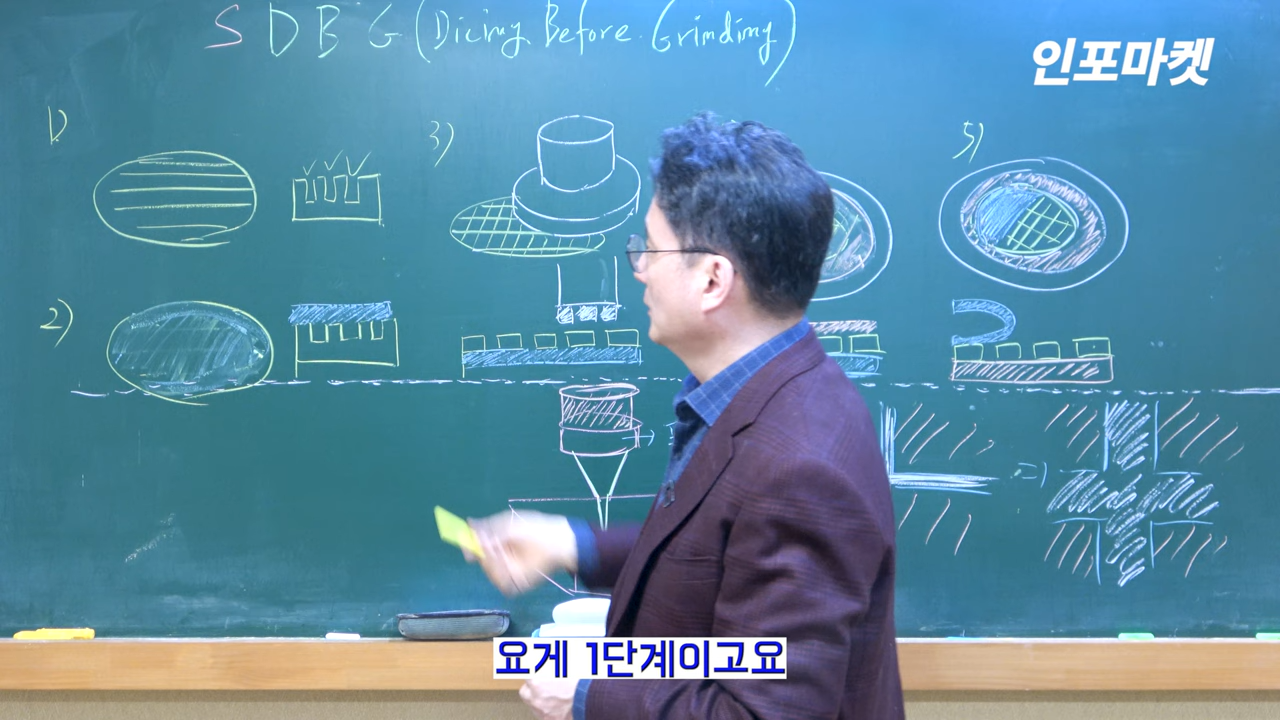 SDBG (Dicing Before Grinding)
인포마켓
1)
3)
5)
2)
요게 1단계이고요